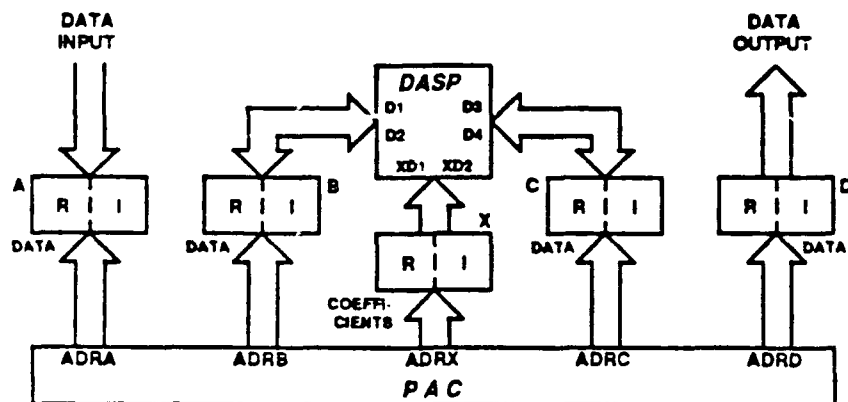 DATA INPUT
DATA OUTPUT
DASP
D1
D3
D2
D4
XD1 XD2
A
R I
DATA
B
R I
DATA
X
R I
COEFFI-
CIENTS
C
R I
DATA
D
R I
DATA
ADRA
ADRB
ADRX
ADRC
ADRD
PAC